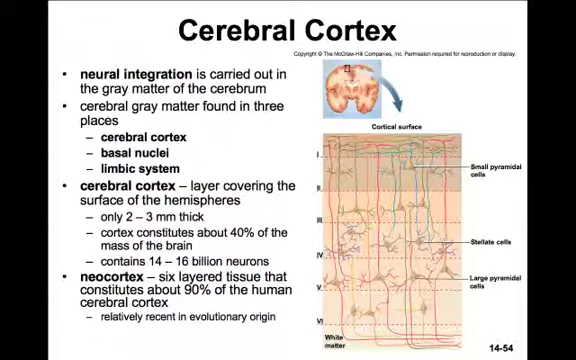 Cerebral Cortex
Copyright © The McGraw-Hill Companies, Inc. Permission required for reproduction or display.
• neural integration is carried out in
the gray matter of the cerebrum
• cerebral gray matter found in three
places
– cerebral cortex
– basal nuclei
– limbic system
• cerebral cortex – layer covering the
surface of the hemispheres
– only 2 – 3 mm thick
– cortex constitutes about 40% of the
mass of the brain
– contains 14 – 16 billion neurons
• neocortex – six layered tissue that
constitutes about 90% of the human
cerebral cortex
– relatively recent in evolutionary origin
Cortical surface
I
Small pyramidal
cells
II
III
Stellate cells
IV
Large pyramidal
cells
V
VI
White
matter
14-54